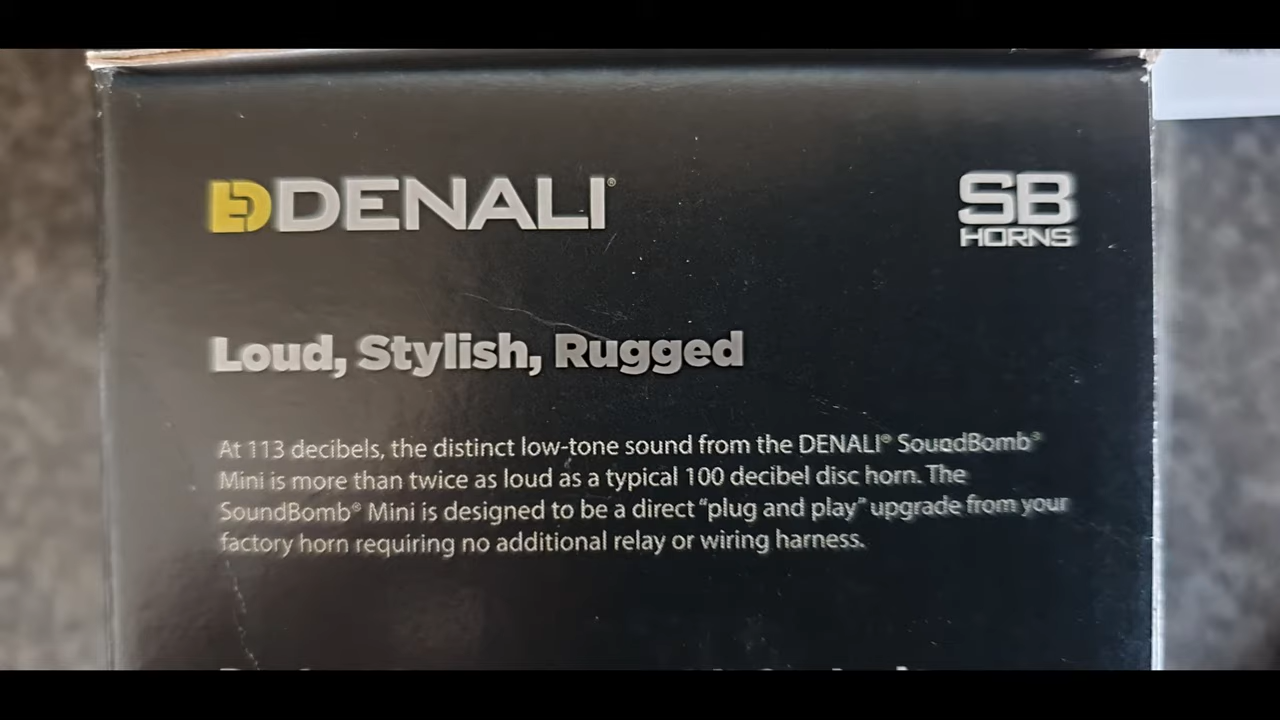 DENALI®
SB
HORNS
Loud, Stylish, Rugged
At 113 decibels, the distinct low-tone sound from the DENALI® SoundBomb®
Mini is more than twice as loud as a typical 100 decibel disc horn. The
SoundBomb® Mini is designed to be a direct “plug and play” upgrade from your
factory horn requiring no additional relay or wiring harness.